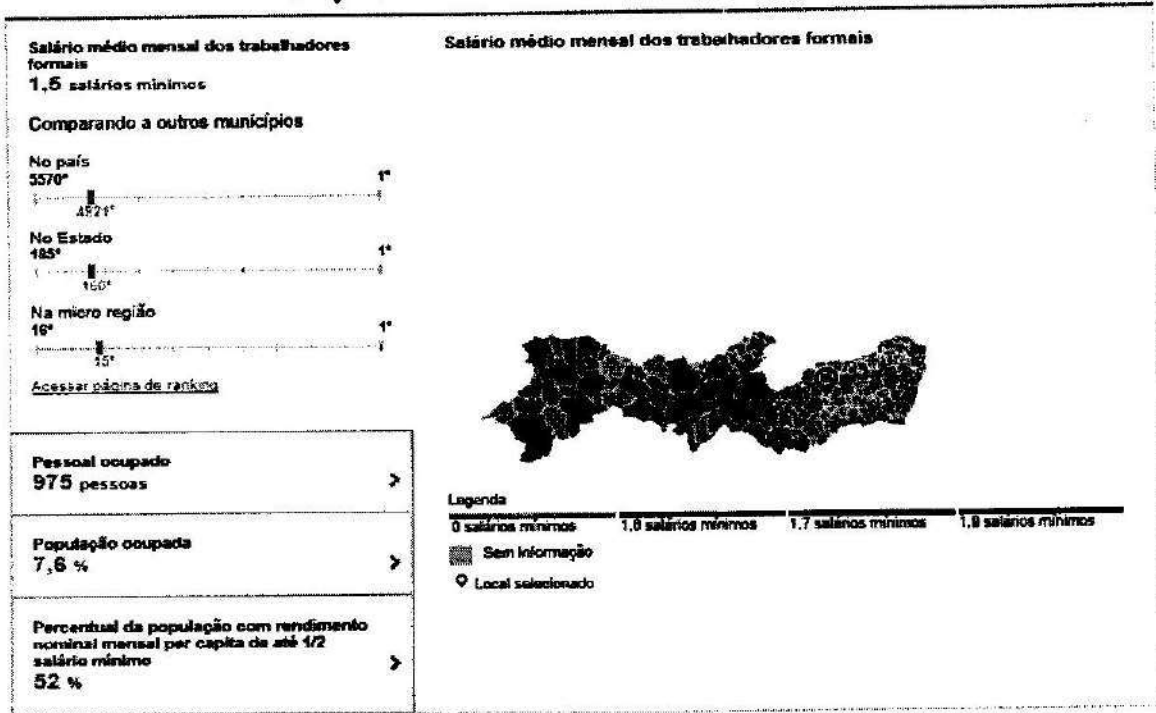 Salário médio mensal dos trabalhadores
formais
1,5 salários mínimos
Comparando a outros municípios
No país
5570º
1º
4821º
No Estado
185º
1º
160º
Na micro região
16º
1º
15º
Acessar página de ranking
Pessoal ocupado
975 pessoas
População ocupada
7,6 %
Percentual da população com rendimento
nominal mensal per capita de até 1/2
salário mínimo
52 %
Salário médio mensal dos trabalhadores formais
Legenda
0 salários mínimos
1,6 salários mínimos
1.7 salários mínimos
1,9 salários mínimos
Sem informação
Local selecionado